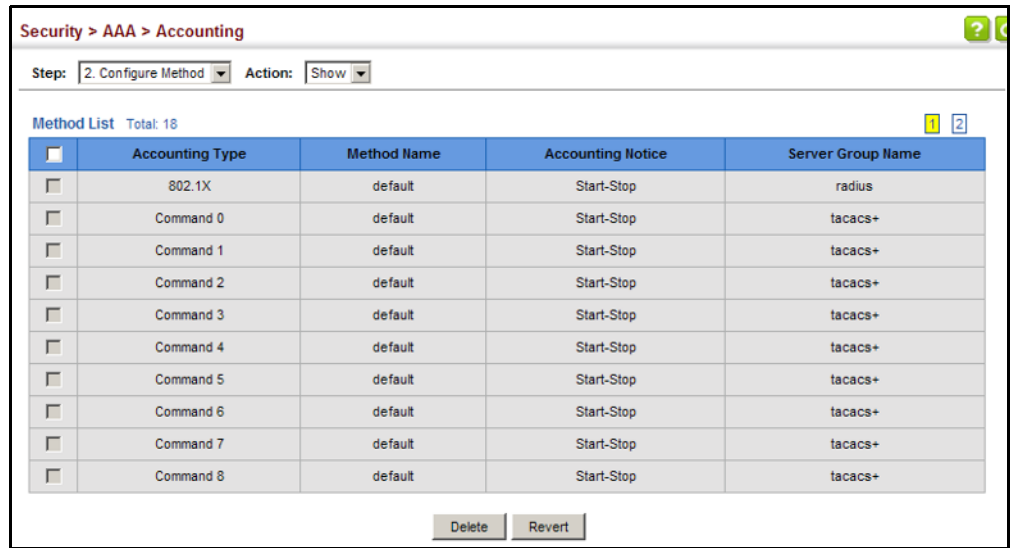 Security > AAA > Accounting
?
Step: 2. Configure Method Action: Show
Method List Total: 18 1 2
Accounting Type Method Name Accounting Notice Server Group Name
802.1X default Start-Stop radius
Command 0 default Start-Stop tacacs+
Command 1 default Start-Stop tacacs+
Command 2 default Start-Stop tacacs+
Command 3 default Start-Stop tacacs+
Command 4 default Start-Stop tacacs+
Command 5 default Start-Stop tacacs+
Command 6 default Start-Stop tacacs+
Command 7 default Start-Stop tacacs+
Command 8 default Start-Stop tacacs+
Delete Revert